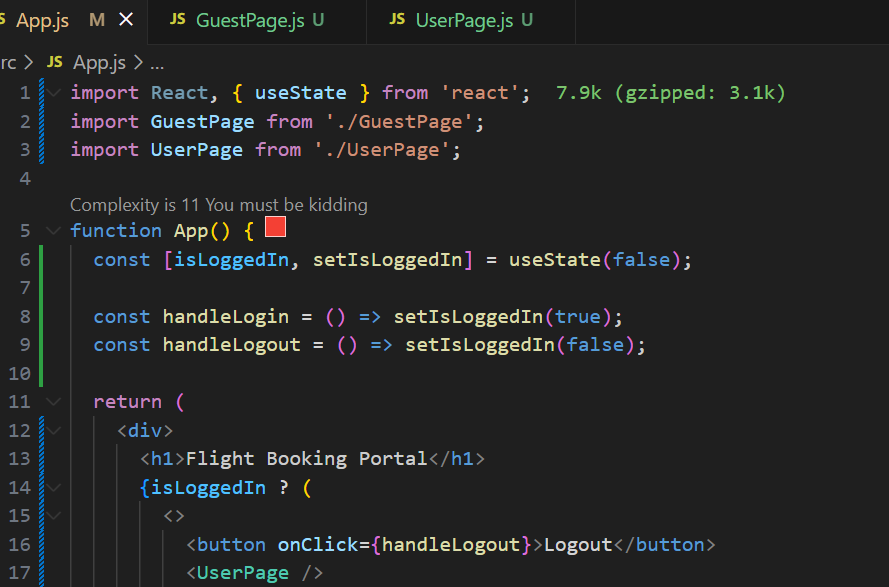 S App.js M × JS GuestPage.js U JS UserPage.js U
rc > JS App.js > ...
1 import React, { useState } from 'react'; 7.9k (gzipped: 3.1k)
2 import GuestPage from './GuestPage';
3 import UserPage from './UserPage';
4
Complexity is 11 You must be kidding
5 function App() {
6 const [isLoggedIn, setIsLoggedIn] = useState(false);
7
8 const handleLogin = () => setIsLoggedIn(true);
9 const handleLogout = () => setIsLoggedIn(false);
10
11 return (
12 <div>
13 <h1>Flight Booking Portal</h1>
14 {isLoggedIn ? (
15 <>
16 <button onClick={handleLogout}>Logout</button>
17 <UserPage />